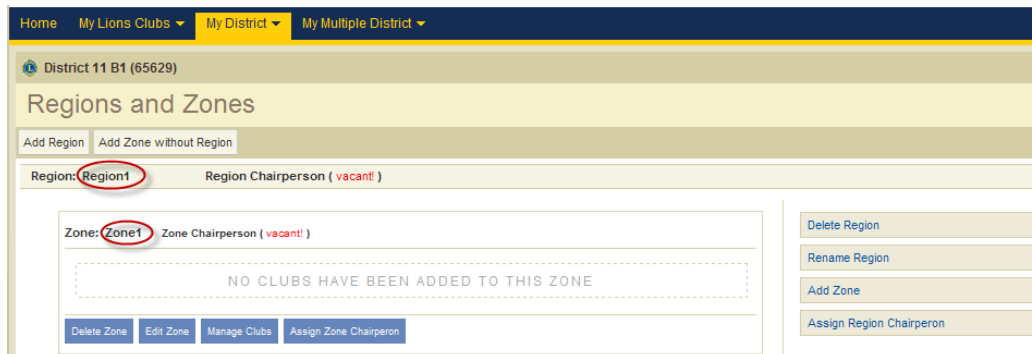 Home My Lions Clubs My District My Multiple District
District 11 B1 (65629)
Regions and Zones
Add Region Add Zone without Region
Region: Region1 Region Chairperson ( vacant! )
Zone: Zone1 Zone Chairperson ( vacant! )
NO CLUBS HAVE BEEN ADDED TO THIS ZONE
Delete Zone Edit Zone Manage Clubs Assign Zone Chairperon
Delete Region
Rename Region
Add Zone
Assign Region Chairperon